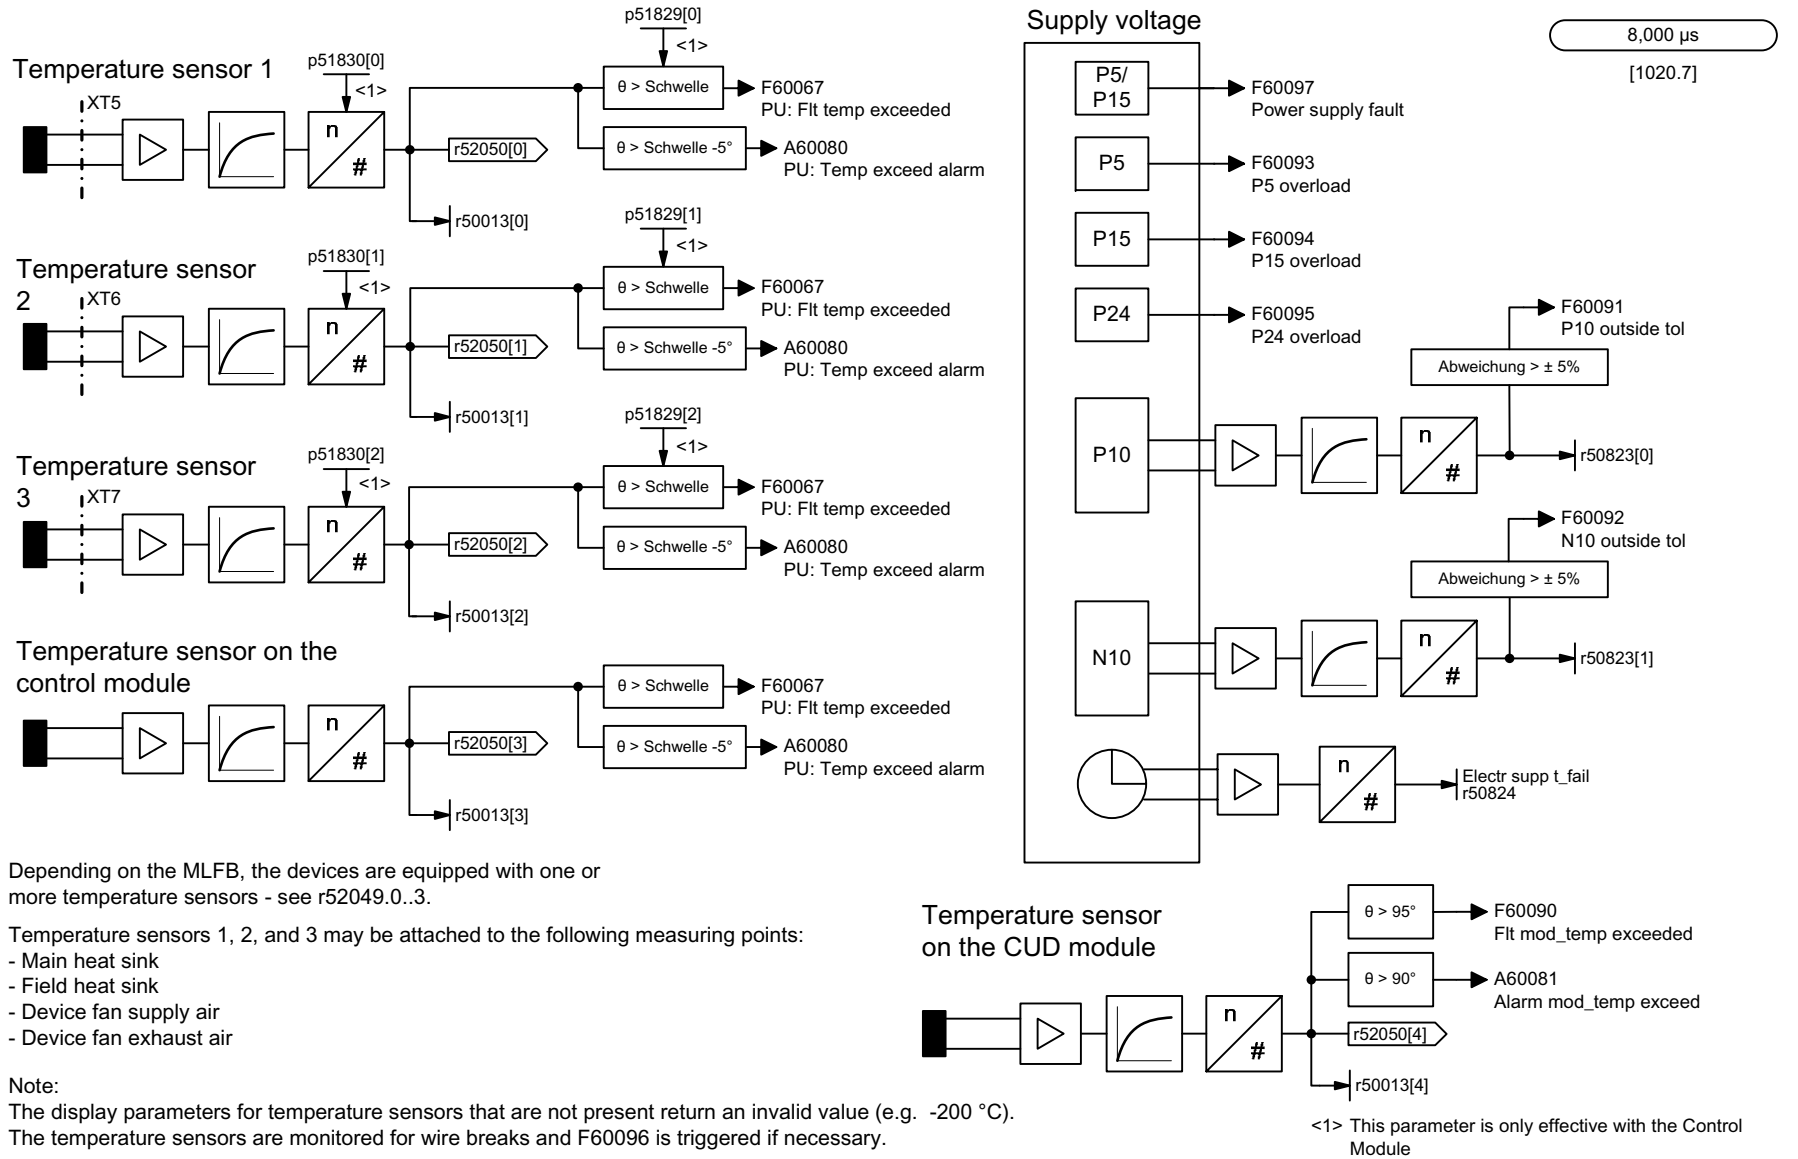 8,000 µs
[1020.7]
Temperature sensor 1
XT5
p51830[0]
<1>
n
#
r52050[0]
r50013[0]
p51829[0]
<1>
θ > Schwelle
F60067
PU: Flt temp exceeded
θ > Schwelle -5°
A60080
PU: Temp exceed alarm
Temperature sensor
2
XT6
p51830[1]
<1>
n
#
r52050[1]
r50013[1]
p51829[1]
<1>
θ > Schwelle
F60067
PU: Flt temp exceeded
θ > Schwelle -5°
A60080
PU: Temp exceed alarm
Temperature sensor
3
XT7
p51830[2]
<1>
n
#
r52050[2]
r50013[2]
p51829[2]
<1>
θ > Schwelle
F60067
PU: Flt temp exceeded
θ > Schwelle -5°
A60080
PU: Temp exceed alarm
Temperature sensor on the
control module
n
#
r52050[3]
r50013[3]
θ > Schwelle
F60067
PU: Flt temp exceeded
θ > Schwelle -5°
A60080
PU: Temp exceed alarm
Supply voltage
P5/
P15
F60097
Power supply fault
P5
F60093
P5 overload
P15
F60094
P15 overload
P24
F60095
P24 overload
P10
n
#
Abweichung > ± 5%
F60091
P10 outside tol
r50823[0]
N10
n
#
Abweichung > ± 5%
F60092
N10 outside tol
r50823[1]
n
#
Electr supp t_fail
r50824
Depending on the MLFB, the devices are equipped with one or
more temperature sensors - see r52049.0..3.
Temperature sensors 1, 2, and 3 may be attached to the following measuring points:
- Main heat sink
- Field heat sink
- Device fan supply air
- Device fan exhaust air
Note:
The display parameters for temperature sensors that are not present return an invalid value (e.g. -200 °C).
The temperature sensors are monitored for wire breaks and F60096 is triggered if necessary.
Temperature sensor
on the CUD module
n
#
θ > 95°
F60090
Flt mod_temp exceeded
θ > 90°
A60081
Alarm mod_temp exceed
r52050[4]
r50013[4]
<1> This parameter is only effective with the Control
Module